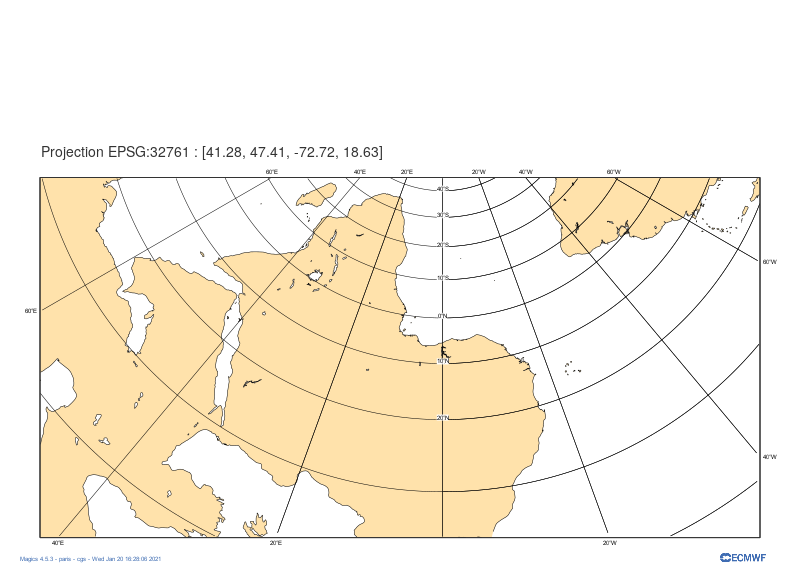 Projection EPSG:32761 : [41.28, 47.41, -72.72, 18.63]
60°E 40°E 20°E 20°W 40°W 60°W
40°S
30°S
20°S
10°S
60°W
60°E
0°N
10°N
20°N
40°W
40°E 20°E 20°W
Magics 4.5.3 - paris - cgs - Wed Jan 20 16:28:06 2021
ECMWF